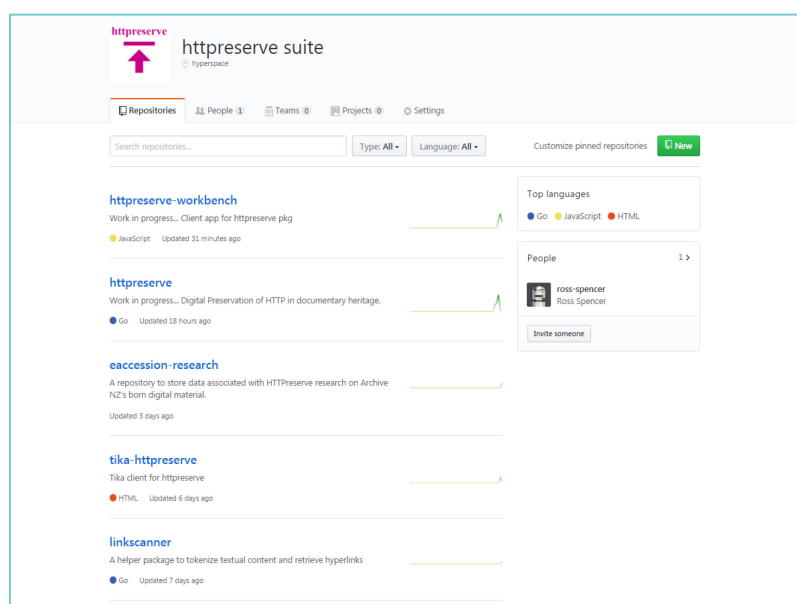 httpreserve
httpreserve suite
hyperspace
Repositories People 1 Teams 0 Projects 0 Settings
Search repositories... Type: All Language: All Customize pinned repositories New
httpreserve-workbench
Work in progress... Client app for httpreserve pkg
JavaScript Updated 31 minutes ago
httpreserve
Work in progress... Digital Preservation of HTTP in documentary heritage.
Go Updated 18 hours ago
eaccession-research
A repository to store data associated with HTTPreserve research on Archive
NZ's born digital material.
Updated 3 days ago
tika-httpreserve
Tika client for httpreserve
HTML Updated 6 days ago
linkscanner
A helper package to tokenize textual content and retrieve hyperlinks
Go Updated 7 days ago
Top languages
Go JavaScript HTML
People 1
ross-spencer
Ross Spencer
Invite someone